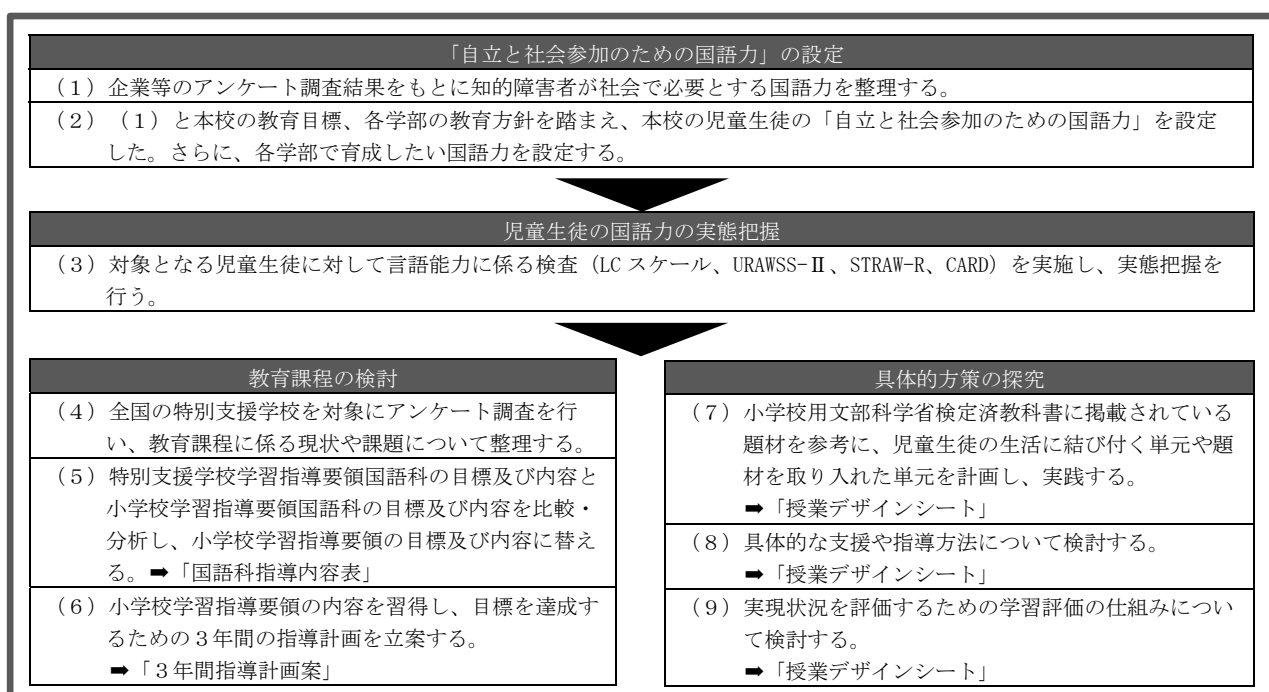 「自立と社会参加のための国語力」の設定
（１）企業等のアンケート調査結果をもとに知的障害者が社会で必要とする国語力を整理する。
（２）（１）と本校の教育目標、各学部の教育方針を踏まえ、本校の児童生徒の「自立と社会参加のための国語力」を設定
した。さらに、各学部で育成したい国語力を設定する。
児童生徒の国語力の実態把握
（３）対象となる児童生徒に対して言語能力に係る検査（LC スケール、URAWSS-Ⅱ、STRAW-R、CARD）を実施し、実態把握を
行う。
教育課程の検討
（４）全国の特別支援学校を対象にアンケート調査を行
い、教育課程に係る現状や課題について整理する。
（５）特別支援学校学習指導要領国語科の目標及び内容と
小学校学習指導要領国語科の目標及び内容を比較・
分析し、小学校学習指導要領の目標及び内容に替え
る。➡「国語科指導内容表」
（６）小学校学習指導要領の内容を習得し、目標を達成す
るための３年間の指導計画を立案する。
➡「３年間指導計画案」
具体的方策の探究
（７）小学校用文部科学省検定済教科書に掲載されている
題材を参考に、児童生徒の生活に結び付く単元や題
材を取り入れた単元を計画し、実践する。
➡「授業デザインシート」
（８）具体的な支援や指導方法について検討する。
➡「授業デザインシート」
（９）実現状況を評価するための学習評価の仕組みについ
て検討する。
➡「授業デザインシート」